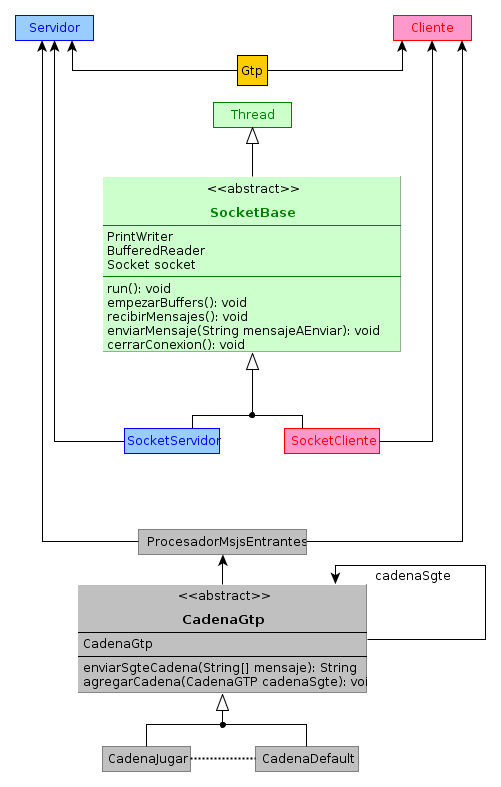 Servidor
Cliente
Gtp
Thread
<<abstract>>
SocketBase
PrintWriter
BufferedReader
Socket socket
run(): void
empezarBuffers(): void
recibirMensajes(): void
enviarMensaje(String mensajeAEnviar): void
cerrarConexion(): void
SocketServidor
SocketCliente
ProcesadorMsjsEntrantes
cadenaSgte
<<abstract>>
CadenaGtp
CadenaGtp
enviarSgteCadena(String[] mensaje): String
agregarCadena(CadenaGTP cadenaSgte): voi
CadenaJugar
CadenaDefault